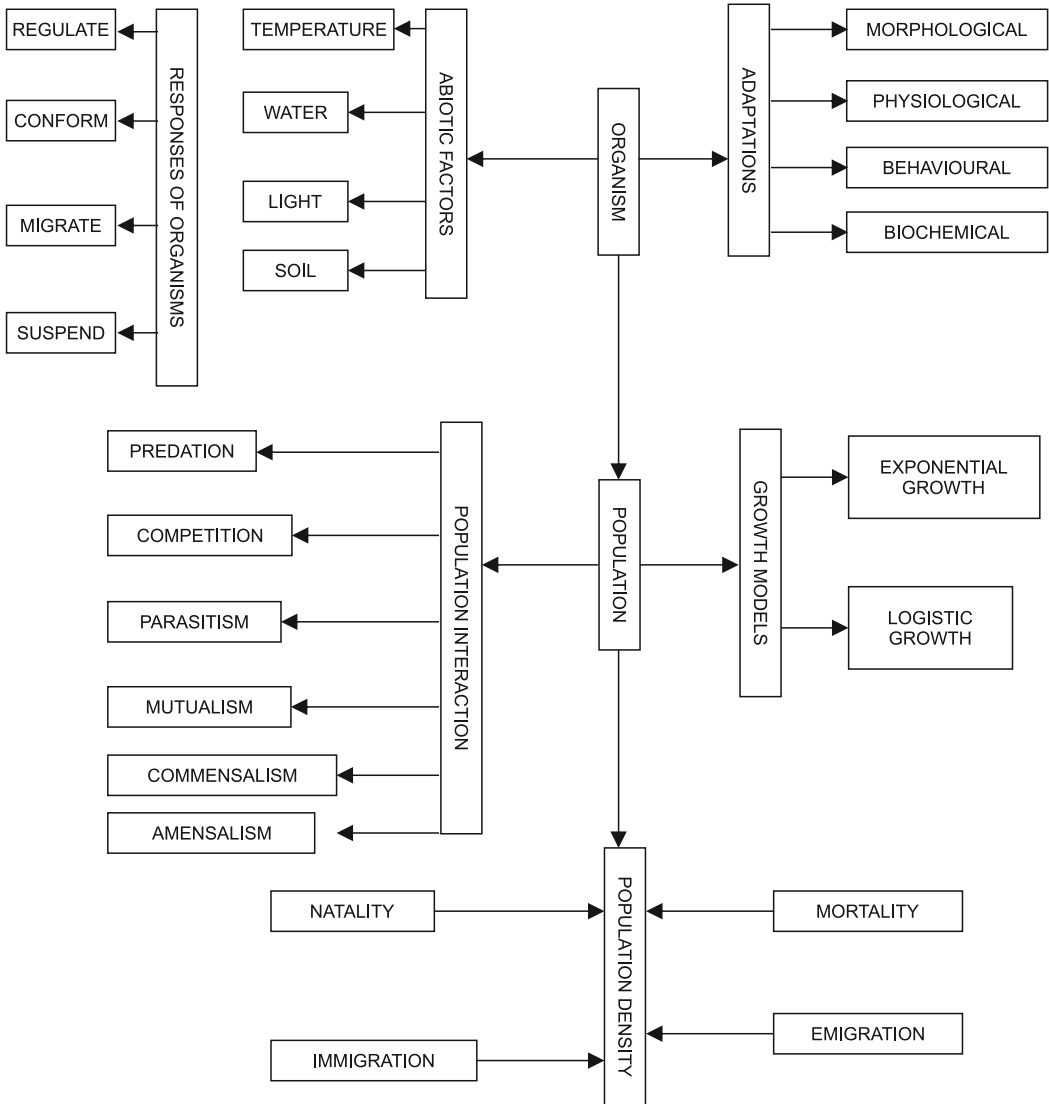 REGULATE
CONFORM
MIGRATE
SUSPEND
RESPONSES OF ORGANISMS
TEMPERATURE
WATER
LIGHT
SOIL
ABIOTIC FACTORS
ORGANISM
ADAPTATIONS
MORPHOLOGICAL
PHYSIOLOGICAL
BEHAVIOURAL
BIOCHEMICAL
PREDATION
COMPETITION
PARASITISM
MUTUALISM
COMMENSALISM
AMENSALISM
POPULATION INTERACTION
POPULATION
GROWTH MODELS
EXPONENTIAL
GROWTH
LOGISTIC
GROWTH
NATALITY
IMMIGRATION
POPULATION DENSITY
MORTALITY
EMIGRATION